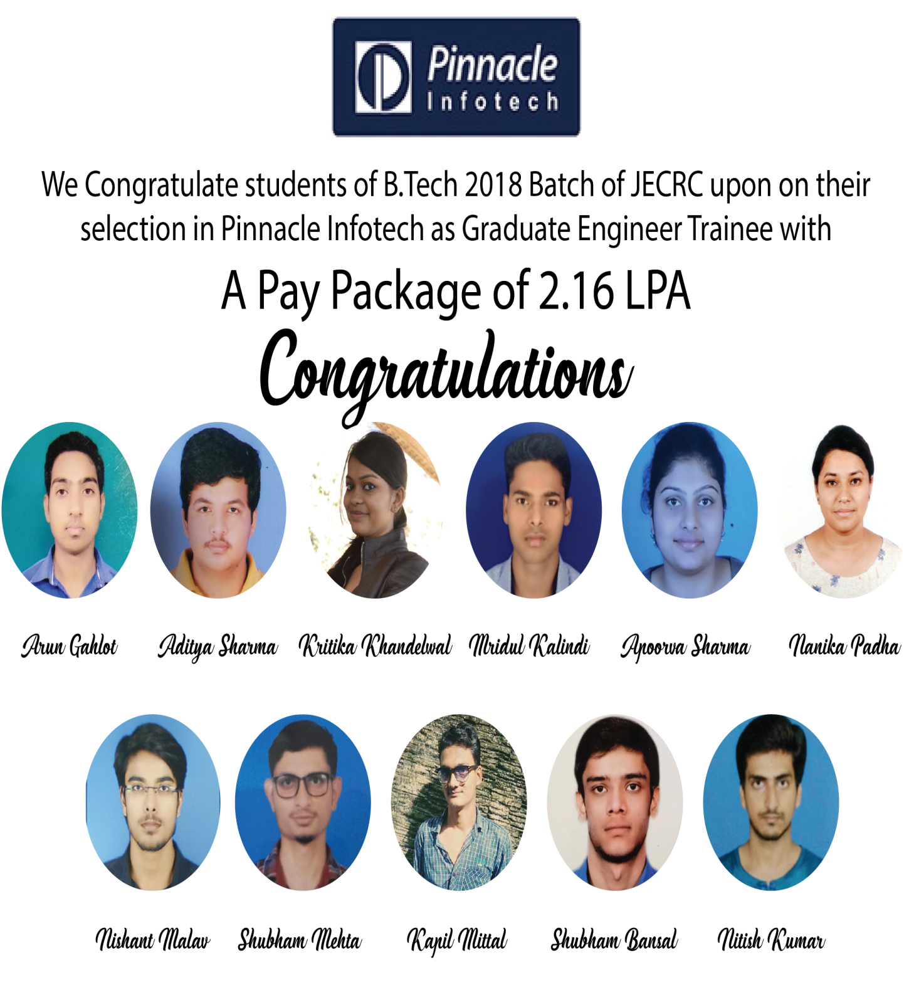 Pinnacle
Infotech
We Congratulate students of B.Tech 2018 Batch of JECRC upon on their
selection in Pinnacle Infotech as Graduate Engineer Trainee with
A Pay Package of 2.16 LPA
Congratulations
Arun Gahlot Aditya Sharma Kritika Khandelwal Mridul Kalindi Apoorva Sharma Nanika Padha
Nishant Malav Shubham Mehta Kapil Mittal Shubham Bansal Nitish Kumar